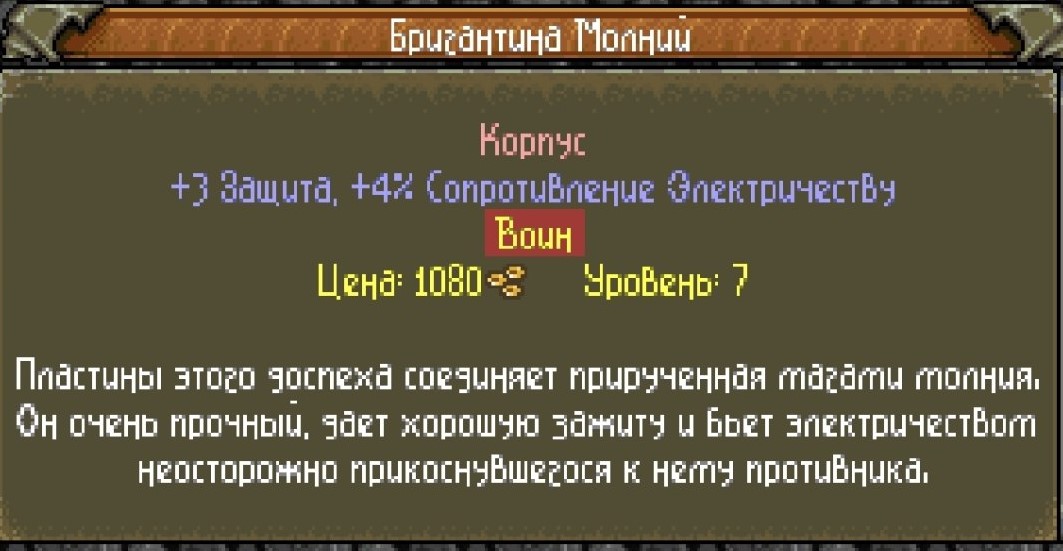 Бригантина Молний
Корпус
+3 Защита, +4% Сопротивление Электричеству
Воин
Цена: 1080 Уровень: 7
Пластины этого доспеха соединяет прирученная магами молния.
Он очень прочный, дает хорошую зажиту и бьет электричеством
неосторожно прикоснувшегося к нему противника.